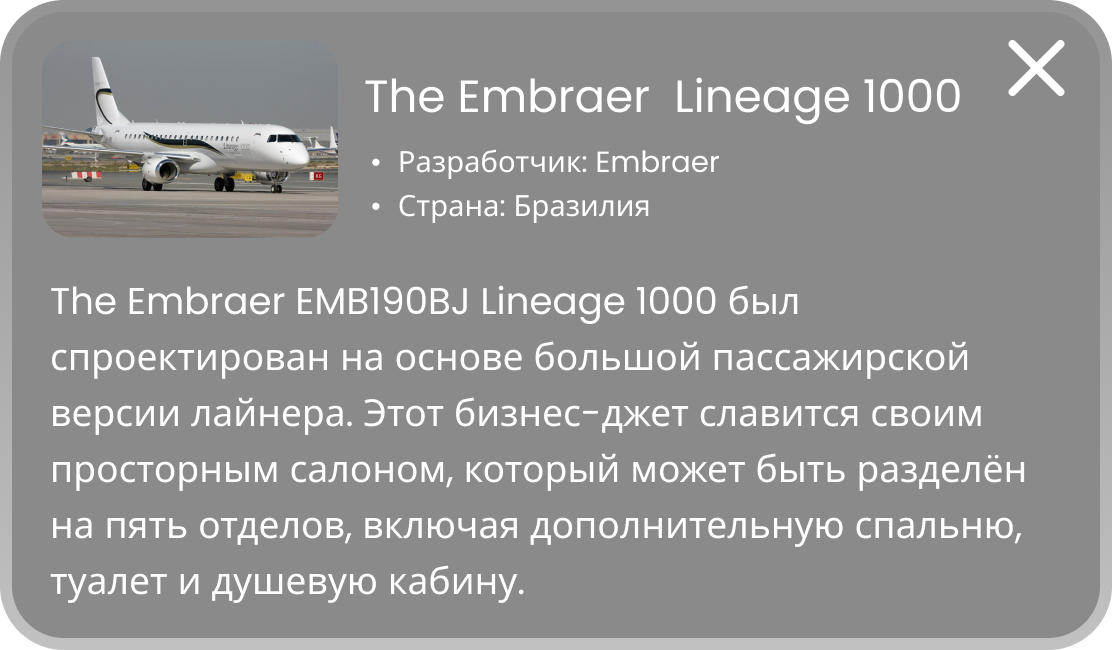 The Embraer  Lineage 1000
• Разработчик: Embraer
• Страна: Бразилия
The Embraer EMB190BJ Lineage 1000 был
спроектирован на основе большой пассажирской
версии лайнера. Этот бизнес-джет славится своим
просторным салоном, который может быть разделён
на пять отделов, включая дополнительную спальню,
туалет и душевую кабину.